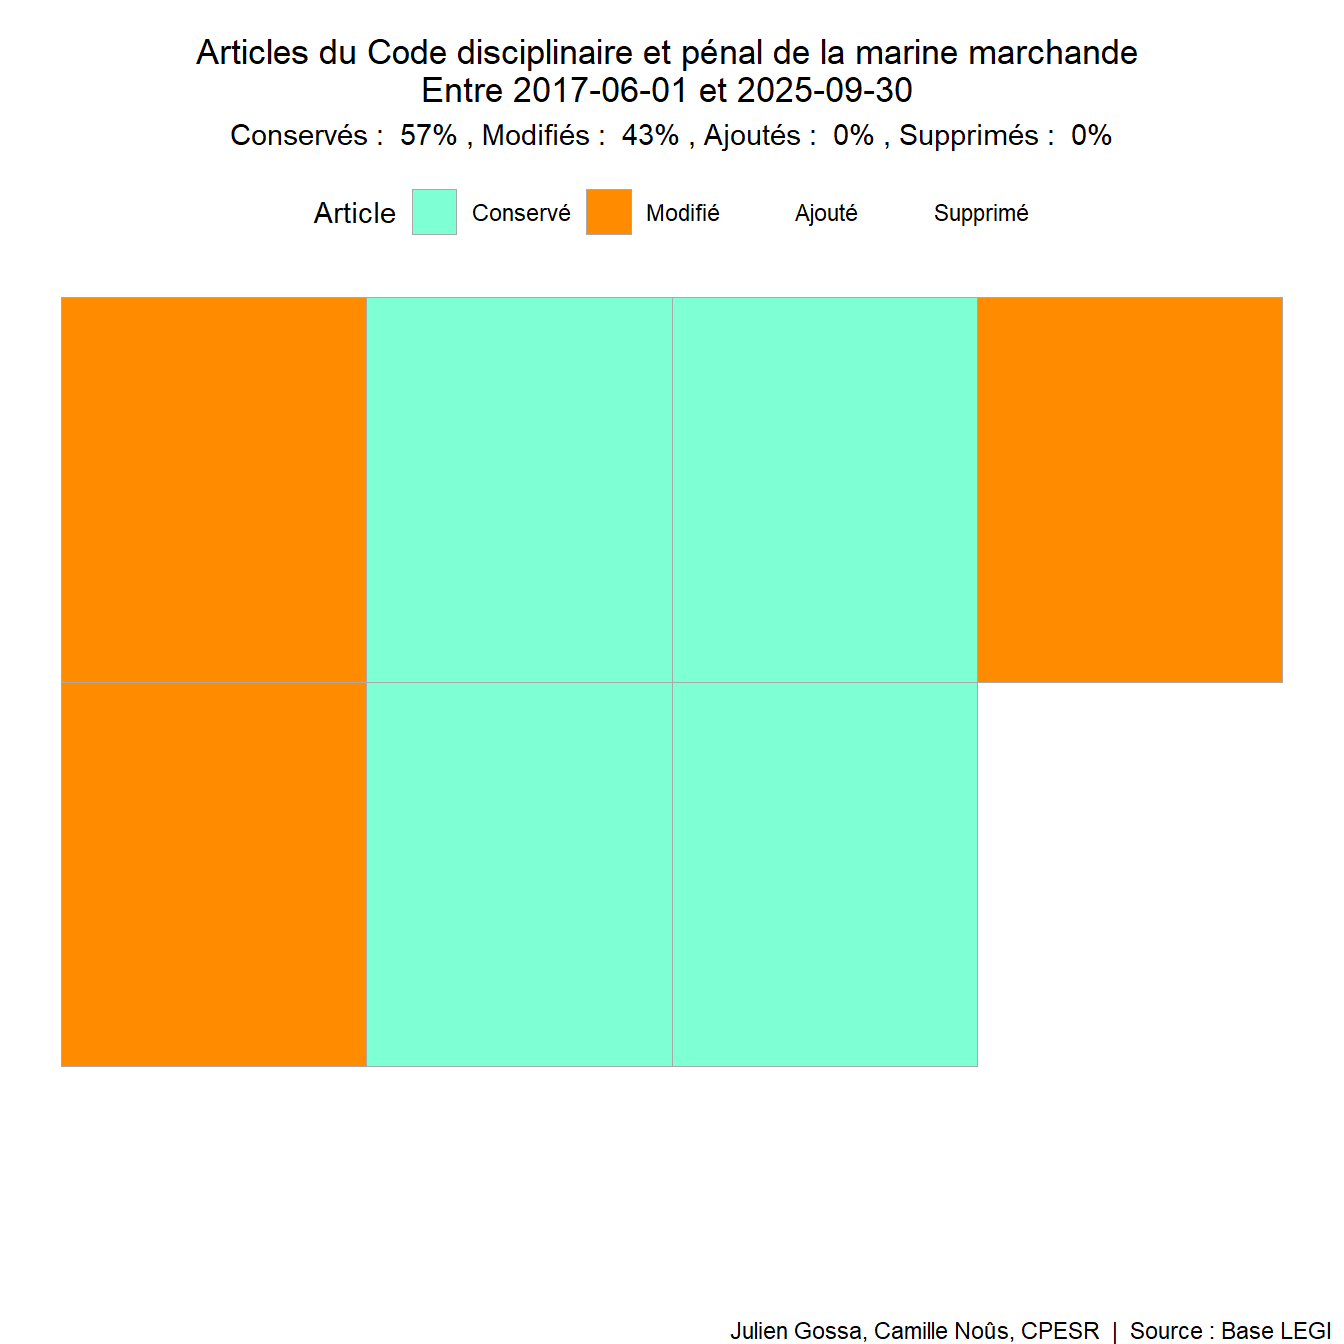 Articles du Code disciplinaire et pénal de la marine marchande
Entre 2017-06-01 et 2025-09-30
Conservés :  57% , Modifiés :  43% , Ajoutés :  0% , Supprimés :  0%
Article Conservé Modifié Ajouté Supprimé
Julien Gossa, Camille Noûs, CPESR | Source : Base LEGI